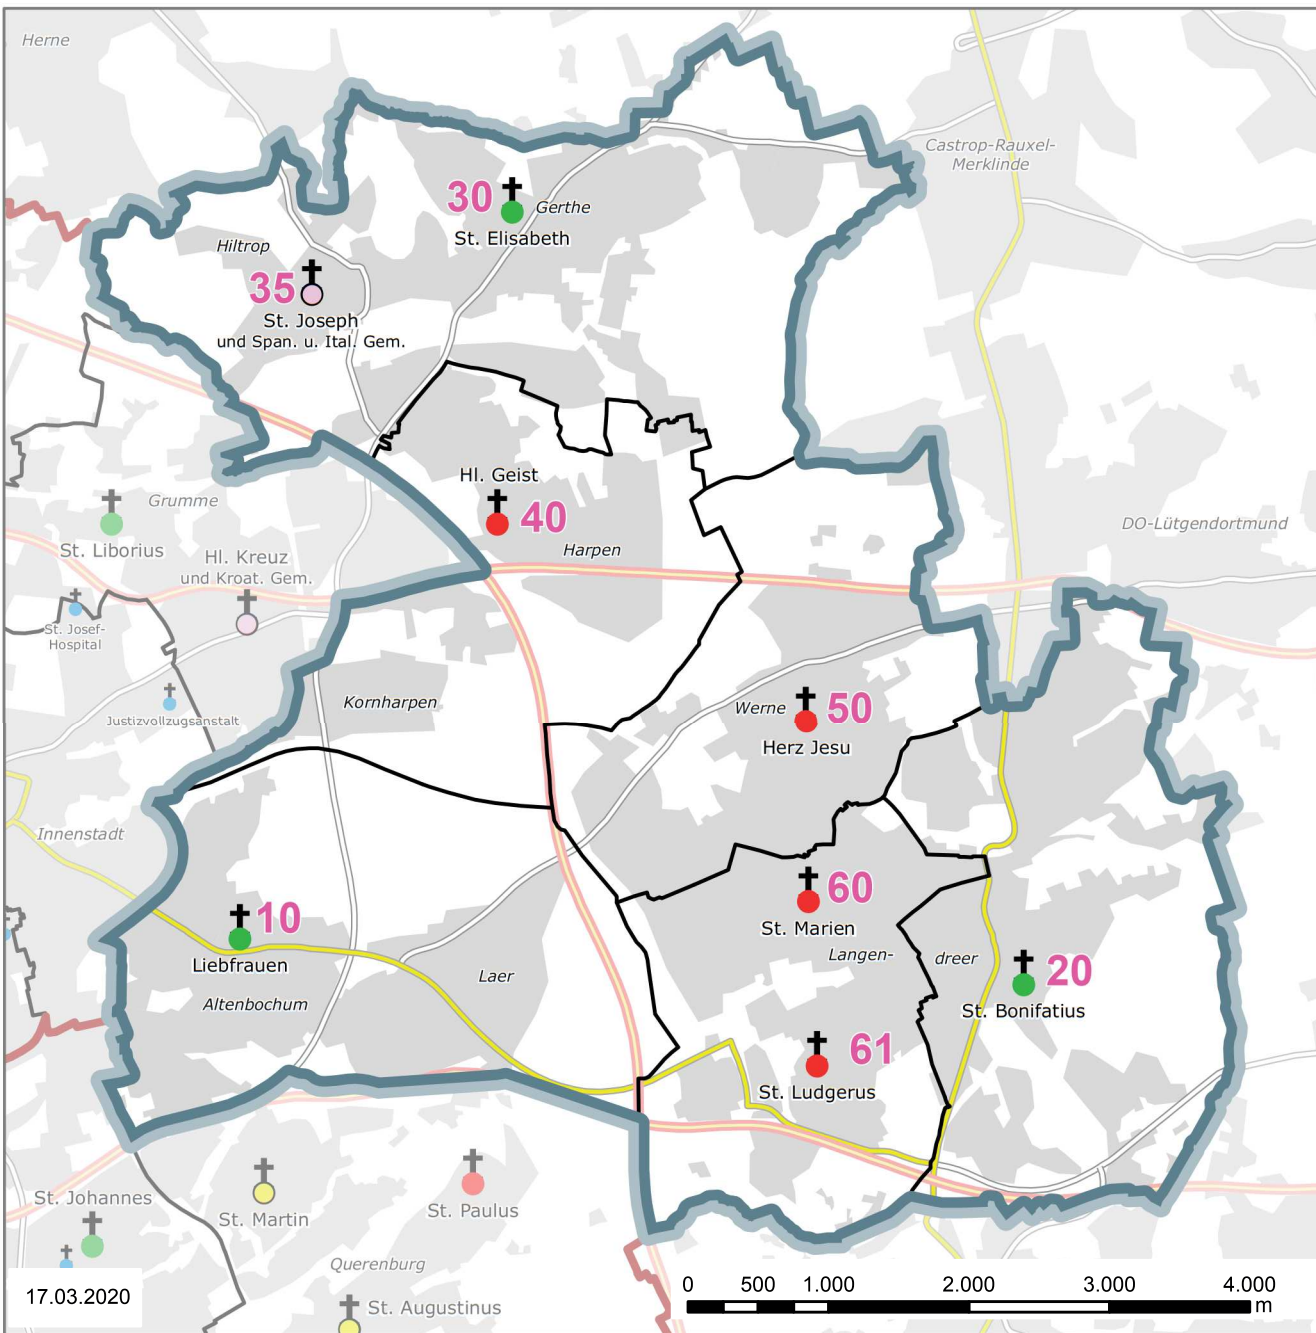 Herne
Castrop-Rauxel-
Merklinde
30
Gerthe
St. Elisabeth
Hiltrop
35
St. Joseph
und Span. u. Ital. Gem.
Hl. Geist
40
Harpen
Grumme
St. Liborius
Hl. Kreuz
und Kroat. Gem.
DO-Lütgendortmund
St. Josef-
Hospital
Justizvollzugsanstalt
Kornharpen
Werne
50
Herz Jesu
Innenstadt
60
St. Marien
Langen-
dreer
10
Liebfrauen
Altenbochum
Laer
20
St. Bonifatius
61
St. Ludgerus
St. Johannes
St. Martin
St. Paulus
Querenburg
St. Augustinus
17.03.2020
0 500 1.000 2.000 3.000 4.000
m